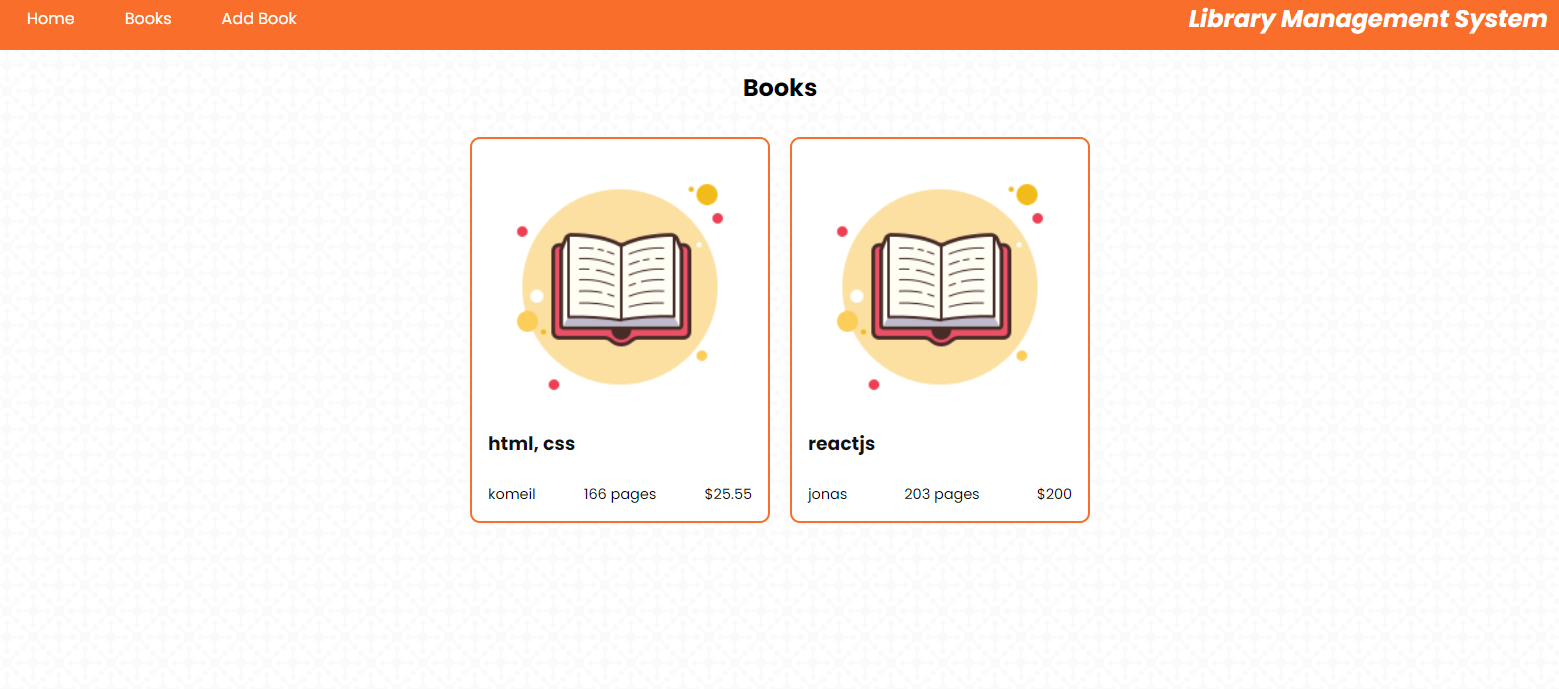 Home Books Add Book Library Management System
Books
html, css
komeil 166 pages $25.55
reactjs
jonas 203 pages $200